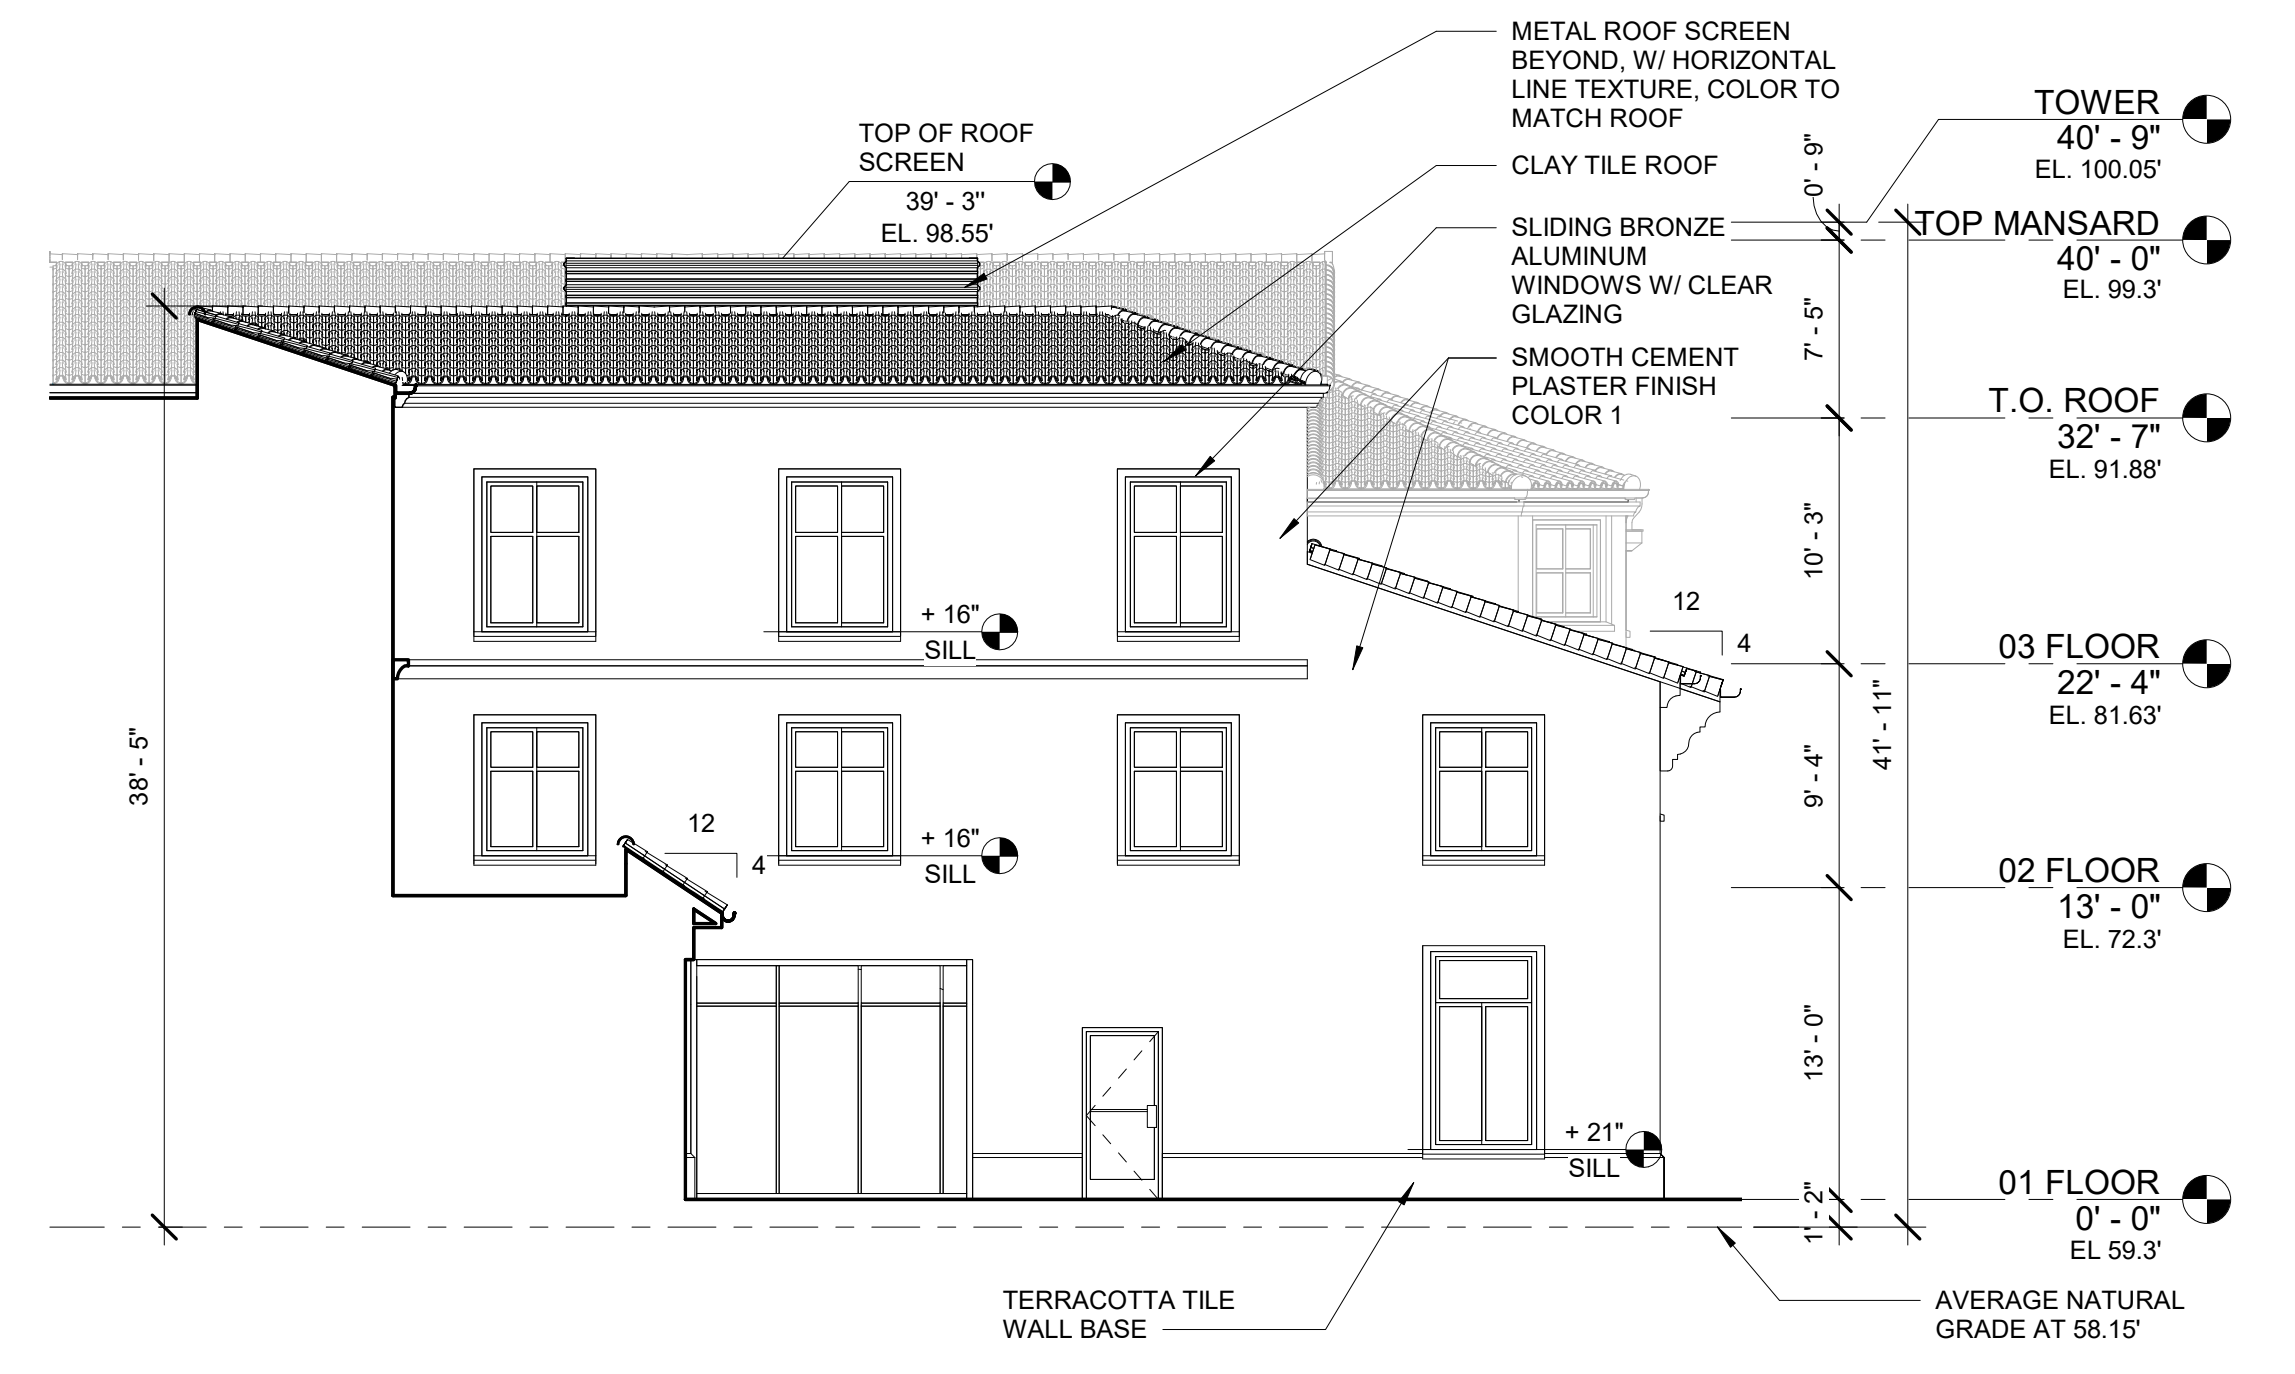 METAL ROOF SCREEN
BEYOND, W/ HORIZONTAL
LINE TEXTURE, COLOR TO
MATCH ROOF
CLAY TILE ROOF
SLIDING BRONZE
ALUMINUM
WINDOWS W/ CLEAR
GLAZING
SMOOTH CEMENT
PLASTER FINISH
COLOR 1
TOP OF ROOF
SCREEN
39' - 3"
EL. 98.55'
TOWER
40' - 9"
EL. 100.05'
TOP MANSARD
40' - 0"
EL. 99.3'
T.O. ROOF
32' - 7"
EL. 91.88'
03 FLOOR
22' - 4"
EL. 81.63'
02 FLOOR
13' - 0"
EL. 72.3'
01 FLOOR
0' - 0"
EL 59.3'
0' - 9"
7' - 5"
10' - 3"
9' - 4"
13' - 0"
1' - 2"
41' - 11"
38' - 5"
+ 16"
SILL
12
4
+ 16"
SILL
12
4
+ 21"
SILL
TERRACOTTA TILE
WALL BASE
AVERAGE NATURAL
GRADE AT 58.15'